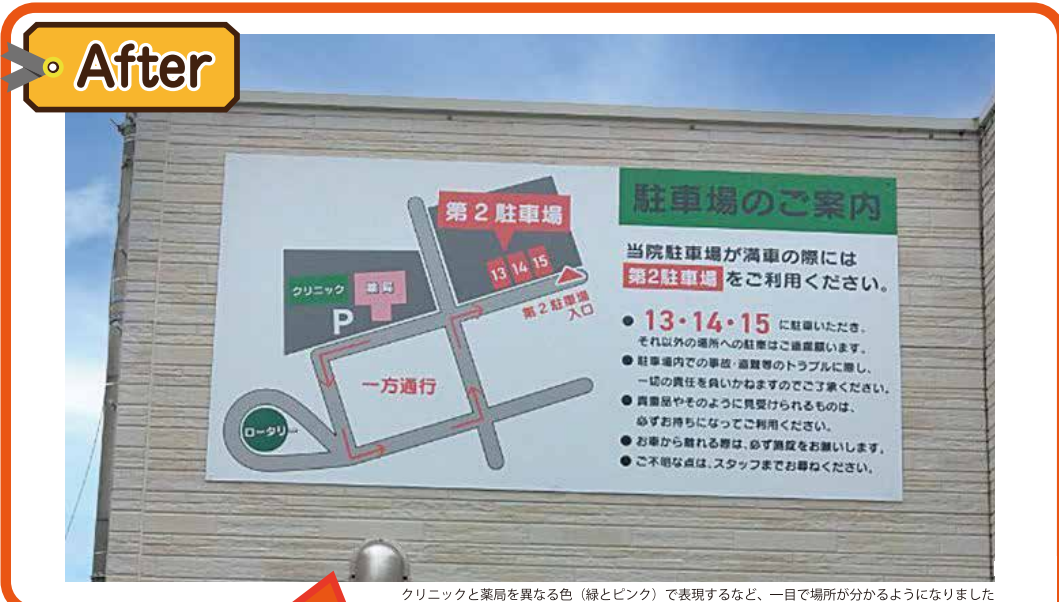 After
駐車場のご案内
当院駐車場が満車の際には
第2駐車場をご利用ください。
● 13・14・15 に駐車いただき、
それ以外の場所への駐車はご遠慮願います。
● 駐車場内での事故・盗難等のトラブルに際し、
一切の責任を負いかねますのでご了承ください。
● 貴重品やそのように見受けられるものは、
必ずお持ちになってご利用ください。
● お車から離れる際は、必ず施錠をお願いします。
● ご不明な点は、スタッフまでお尋ねください。
第2駐車場
13 14 15
第2駐車場
入口
クリニック
薬局
P
一方通行
ロータリー
クリニックと薬局を異なる色（緑とピンク）で表現するなど、一目で場所が分かるようになりました